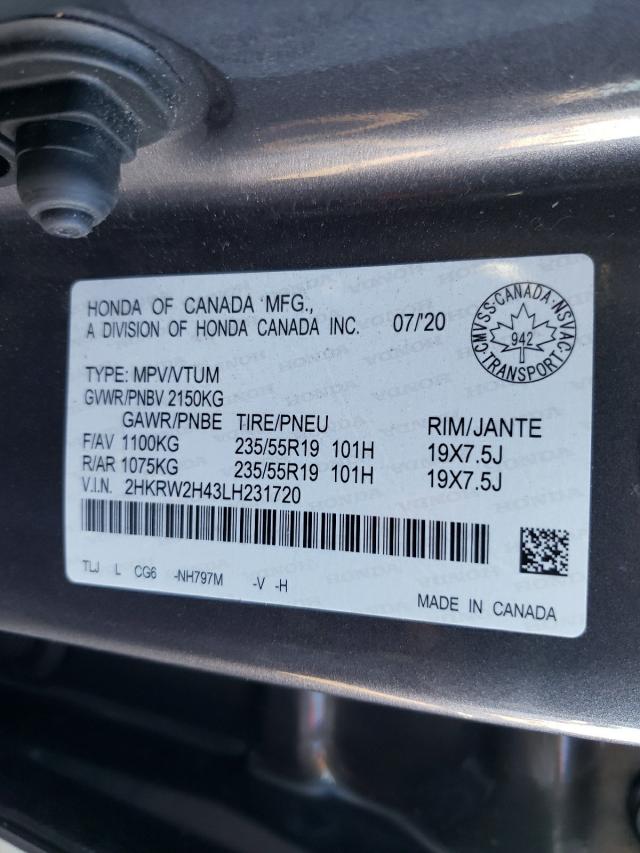 HONDA OF CANADA MFG.,
A DIVISION OF HONDA CANADA INC. 07/'20
CMVSS·CANADA·NSVAC·TRANSPORT·
942
TYPE: MPV/VTUM
GVWR/PNBV 2150KG
GAWR/PNBE TIRE/PNEU RIM/JANTE
F/AV 1100KG 235/55R19 101H 19X7.5J
R/AR 1075KG 235/55R19 101H 19X7.5J
V.I.N. 2HKRW2H43LH231720
TLJ L CG6 -NH797M -V -H
MADE IN CANADA